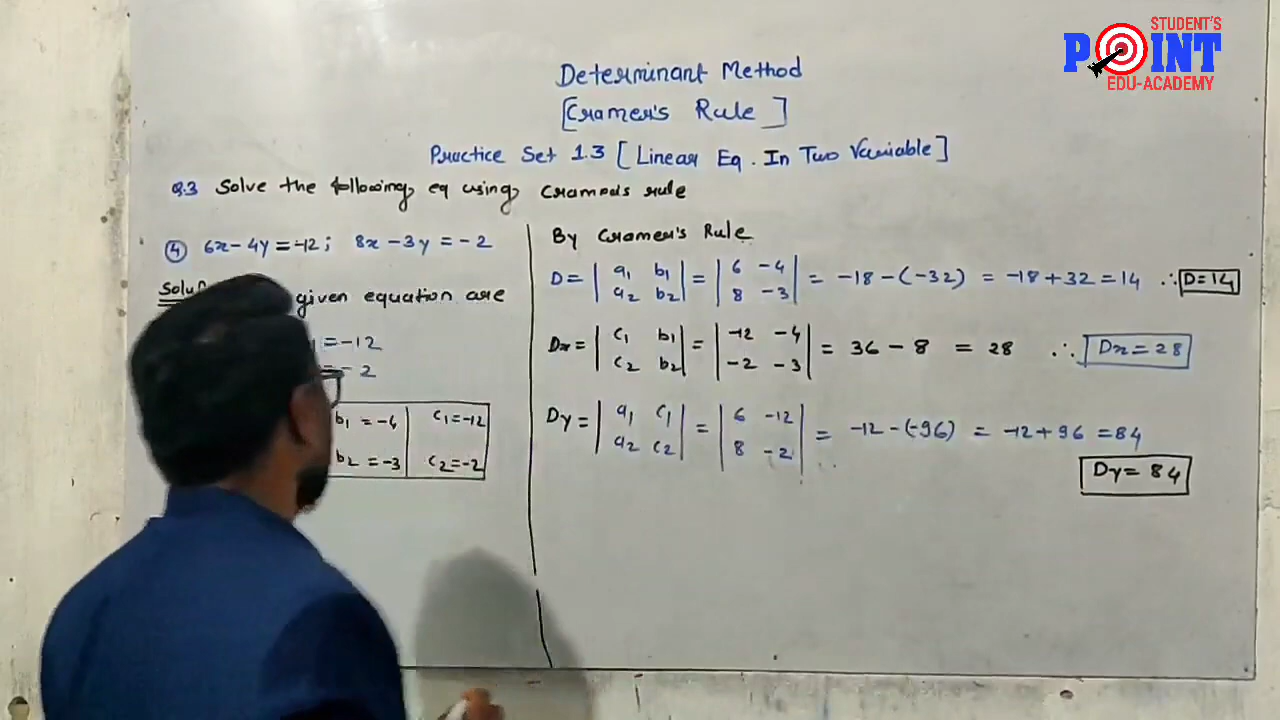 STUDENT'S
POINT
EDU-ACADEMY
Determinant Method
[Cramer's Rule]
Practice Set 1.3 [Linear Eq. In Two Variable]
Q.3 Solve the following eq using
④ 6x-4y=-12; 8x-3y=-2
Soln
given equation are
=-12
=-2
b1=-4 c1=-12
b2=-3 c2=-2
By Cramer's Rule
D= | a1 b1 | = | 6 -4 | = -18-(-32) = -18+32=14 ∴ D=14
| a2 b2 | | 8 -3 |
Dx= | c1 b1 | = | -12 -4 | = 36-8 = 28 ∴ Dx=28
| c2 b2 | | -2 -3 |
Dy= | a1 c1 | = | 6 -12 | = -12-(-96) = -12+96=84
| a2 c2 | | 8 -2 |
Dy=84